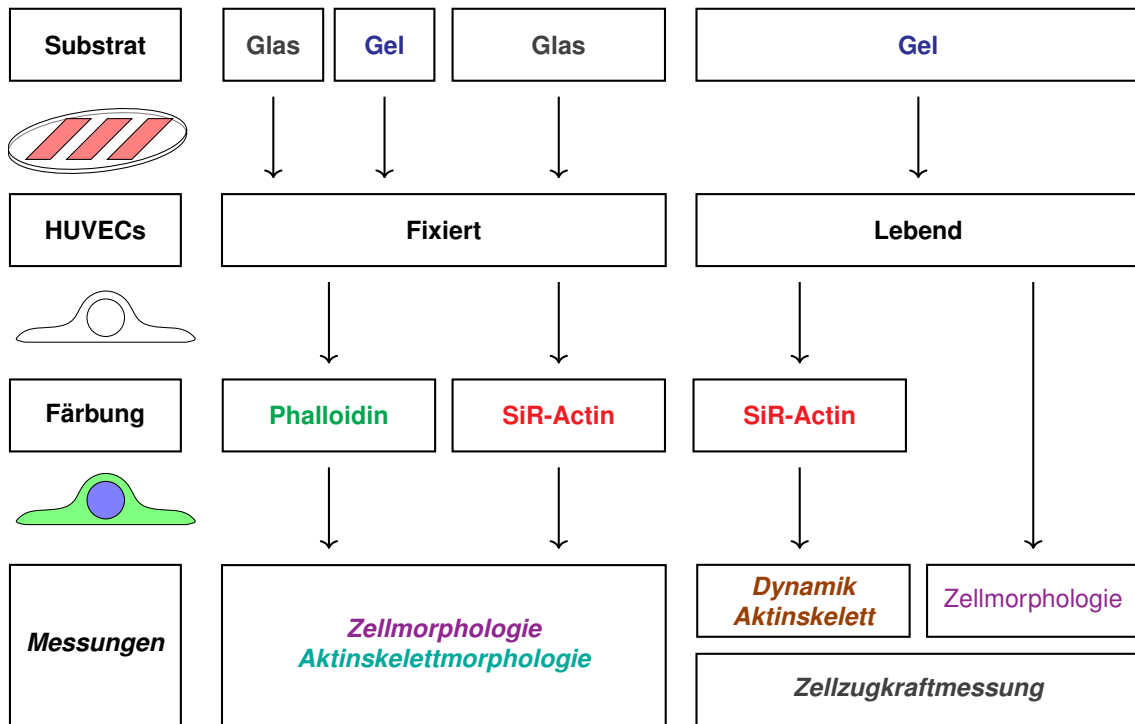 Substrat
Glas
Gel
Glas
Gel
HUVECs
Fixiert
Lebend
Färbung
Phalloidin
SiR-Actin
SiR-Actin
Messungen
Zellmorphologie
Aktinskelettmorphologie
Dynamik
Aktinskelett
Zellmorphologie
Zellzugkraftmessung